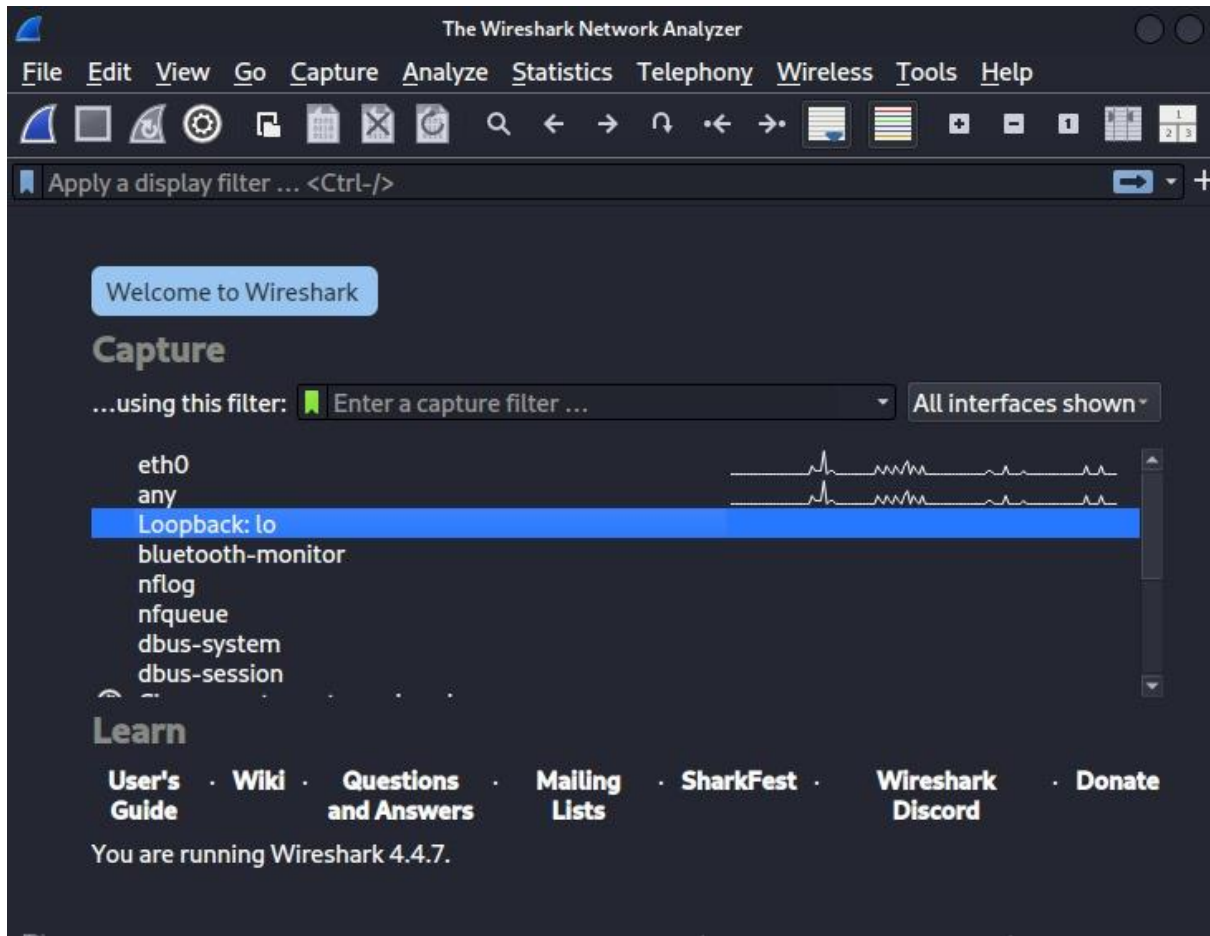 The Wireshark Network Analyzer
File Edit View Go Capture Analyze Statistics Telephony Wireless Tools Help
Apply a display filter … <Ctrl-/>
Welcome to Wireshark
Capture
…using this filter: Enter a capture filter … All interfaces shown
eth0
any
Loopback: lo
bluetooth-monitor
nflog
nfqueue
dbus-system
dbus-session
Learn
User's Guide · Wiki · Questions and Answers · Mailing Lists · SharkFest · Wireshark Discord · Donate
You are running Wireshark 4.4.7.